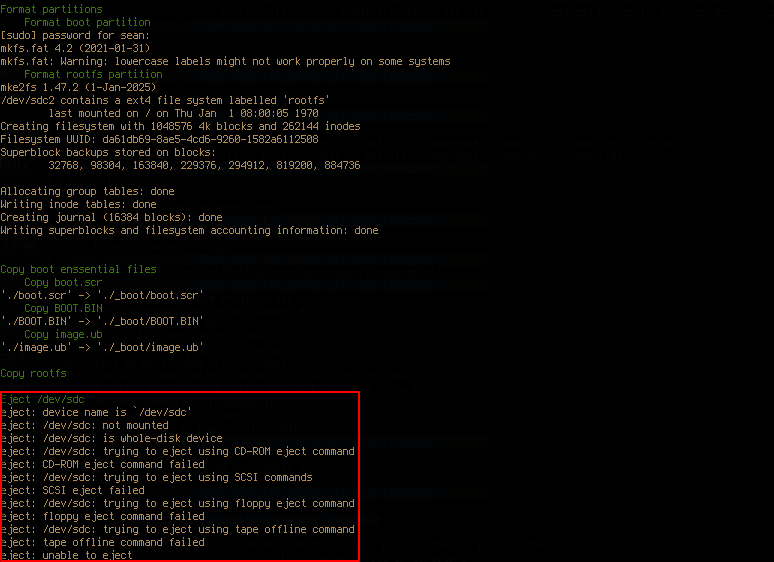 Format partitions
Format boot partition
[sudo] password for sean:
mkfs.fat 4.2 (2021-01-31)
mkfs.fat: Warning: lowercase labels might not work properly on some systems
Format rootfs partition
mke2fs 1.47.2 (1-Jan-2025)
/dev/sdc2 contains a ext4 file system labelled 'rootfs'
last mounted on / on Thu Jan  1 08:00:05 1970
Creating filesystem with 1048576 4k blocks and 262144 inodes
Filesystem UUID: da61db69-8ae5-4cd6-9260-1582a6112508
Superblock backups stored on blocks:
32768, 98304, 163840, 229376, 294912, 819200, 884736
Allocating group tables: done
Writing inode tables: done
Creating journal (16384 blocks): done
Writing superblocks and filesystem accounting information: done
Copy boot enssential files
Copy boot.scr
'./boot.scr' -> './_boot/boot.scr'
Copy BOOT.BIN
'./BOOT.BIN' -> './_boot/BOOT.BIN'
Copy image.ub
'./image.ub' -> './_boot/image.ub'
Copy rootfs
Eject /dev/sdc
eject: device name is `/dev/sdc'
eject: /dev/sdc: not mounted
eject: /dev/sdc: is whole-disk device
eject: /dev/sdc: trying to eject using CD-ROM eject command
eject: CD-ROM eject command failed
eject: /dev/sdc: trying to eject using SCSI commands
eject: SCSI eject failed
eject: /dev/sdc: trying to eject using floppy eject command
eject: floppy eject command failed
eject: /dev/sdc: trying to eject using tape offline command
eject: tape offline command failed
eject: unable to eject